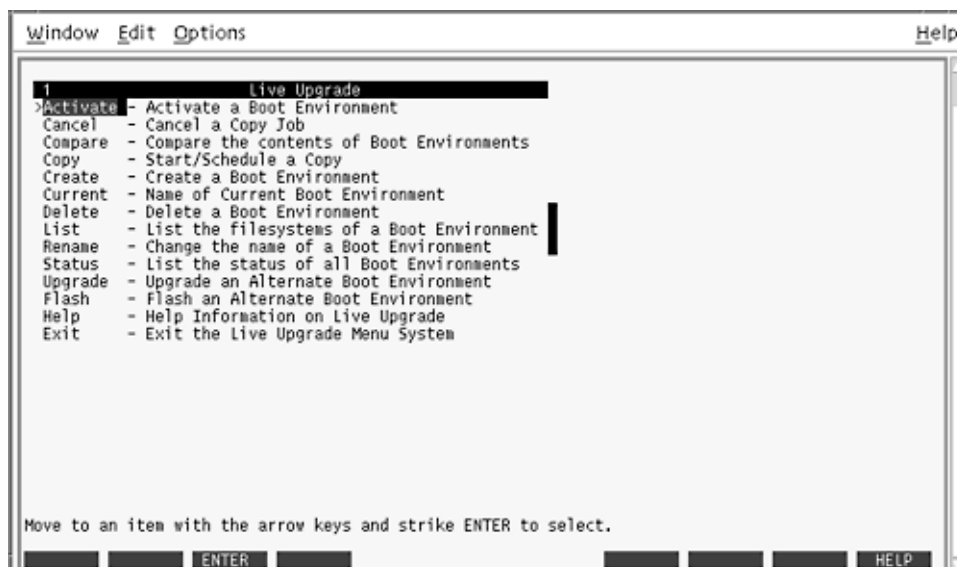 Window Edit Options Help
1 Live Upgrade
>Activate - Activate a Boot Environment
Cancel - Cancel a Copy Job
Compare - Compare the contents of Boot Environments
Copy - Start/Schedule a Copy
Create - Create a Boot Environment
Current - Name of Current Boot Environment
Delete - Delete a Boot Environment
List - List the filesystems of a Boot Environment
Rename - Change the name of a Boot Environment
Status - List the status of all Boot Environments
Upgrade - Upgrade an Alternate Boot Environment
Flash - Flash an Alternate Boot Environment
Help - Help Information on Live Upgrade
Exit - Exit the Live Upgrade Menu System
Move to an item with the arrow keys and strike ENTER to select.
ENTER HELP